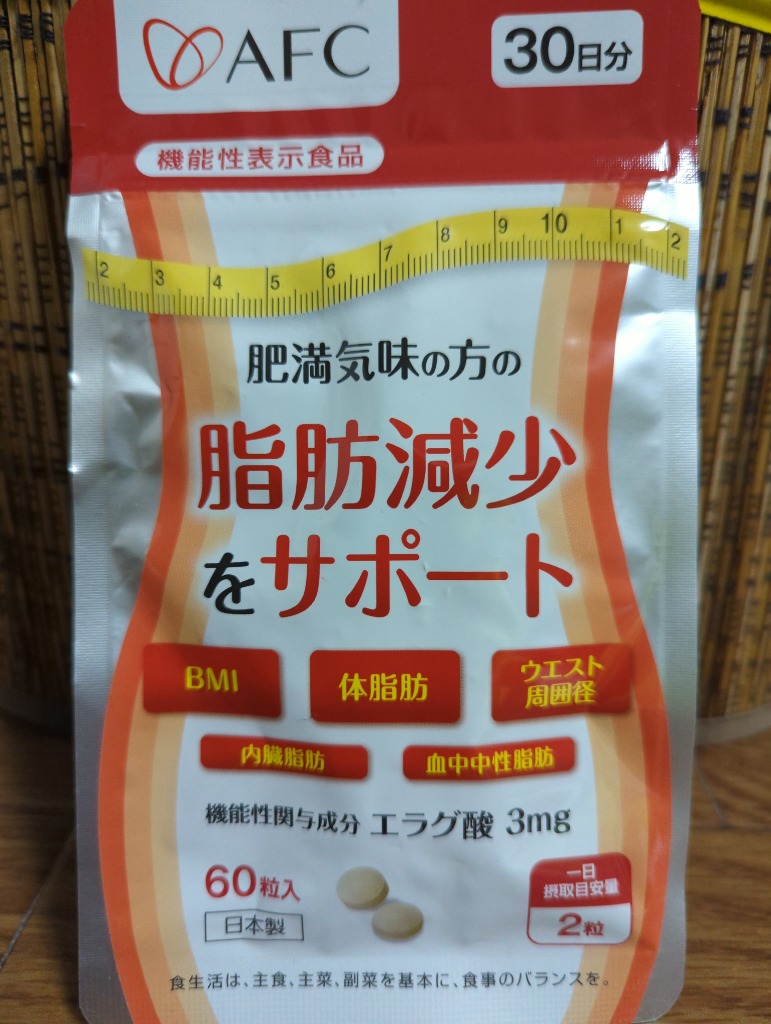 AFC
30日分
機能性表示食品
2 3 4 5 6 7 8 9 10 1 2
肥満気味の方の
脂肪減少
をサポート
BMI
体脂肪
ウエスト
周囲径
内臓脂肪
血中中性脂肪
機能性関与成分 エラグ酸 3mg
60粒入
日本製
一日
摂取目安量
2粒
食生活は、主食、主菜、副菜を基本に、食事のバランスを。